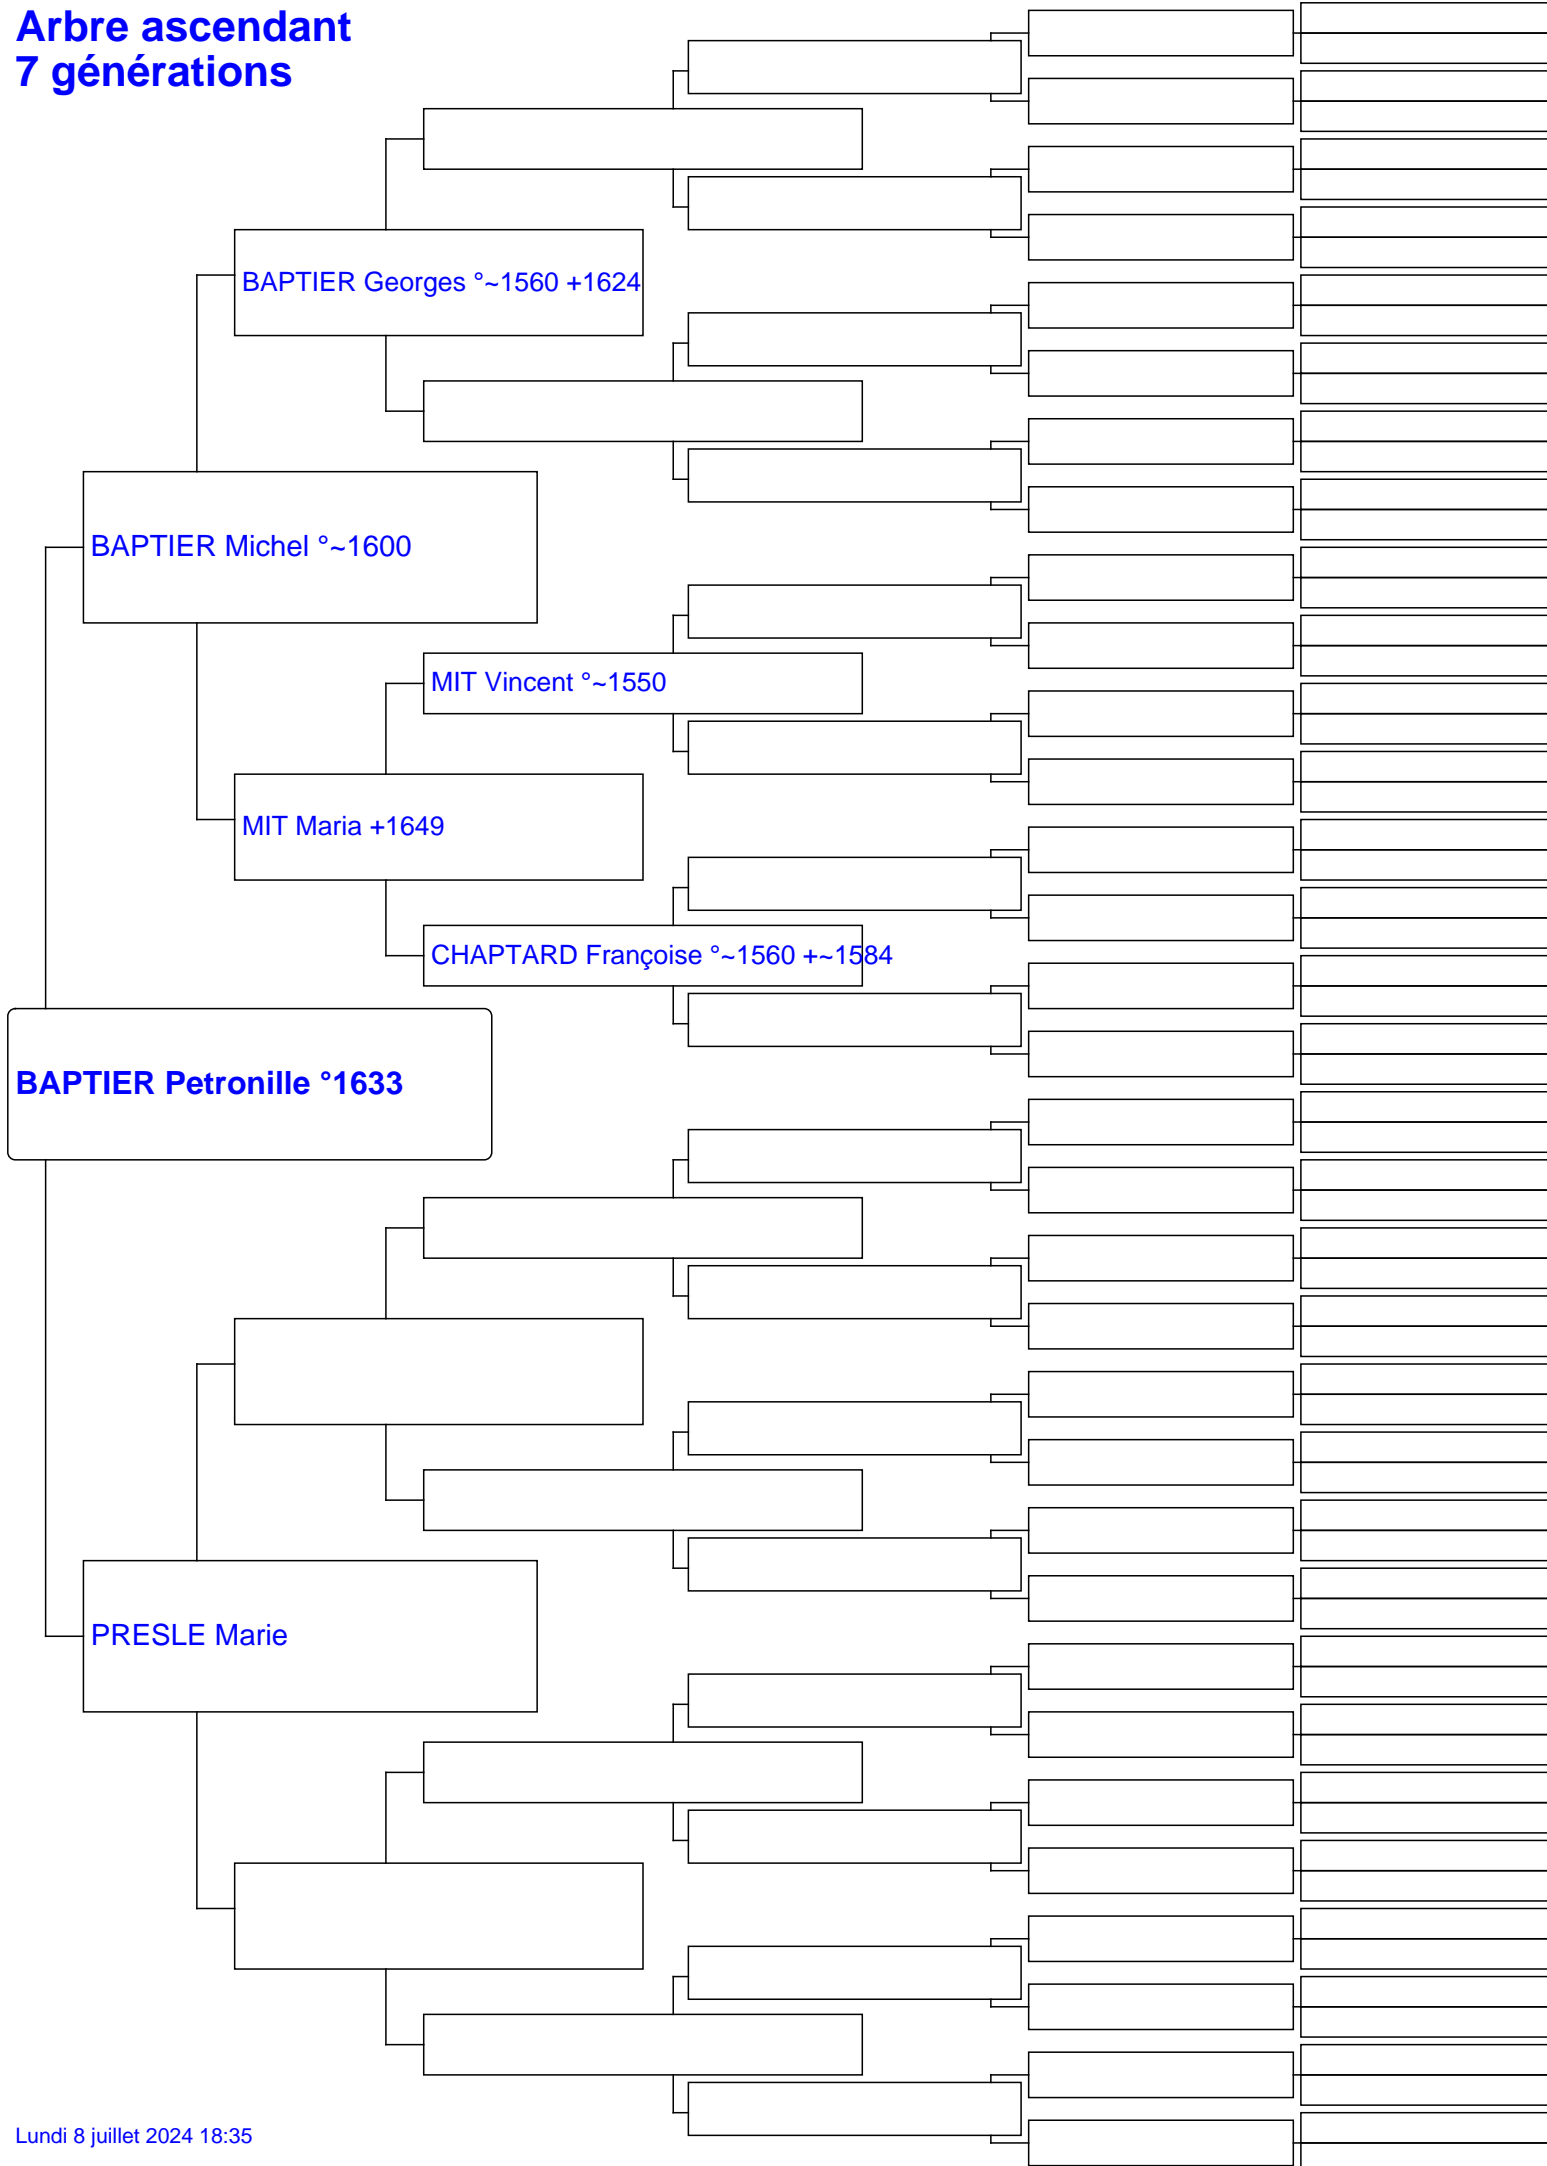 Arbre ascendant
7 générations
BAPTIER Georges °~1560 +1624
BAPTIER Michel °~1600
MIT Vincent °~1550
MIT Maria +1649
CHAPTARD Françoise °~1560 +~1584
BAPTIER Petronille °1633
PRESLE Marie
Lundi 8 juillet 2024 18:35